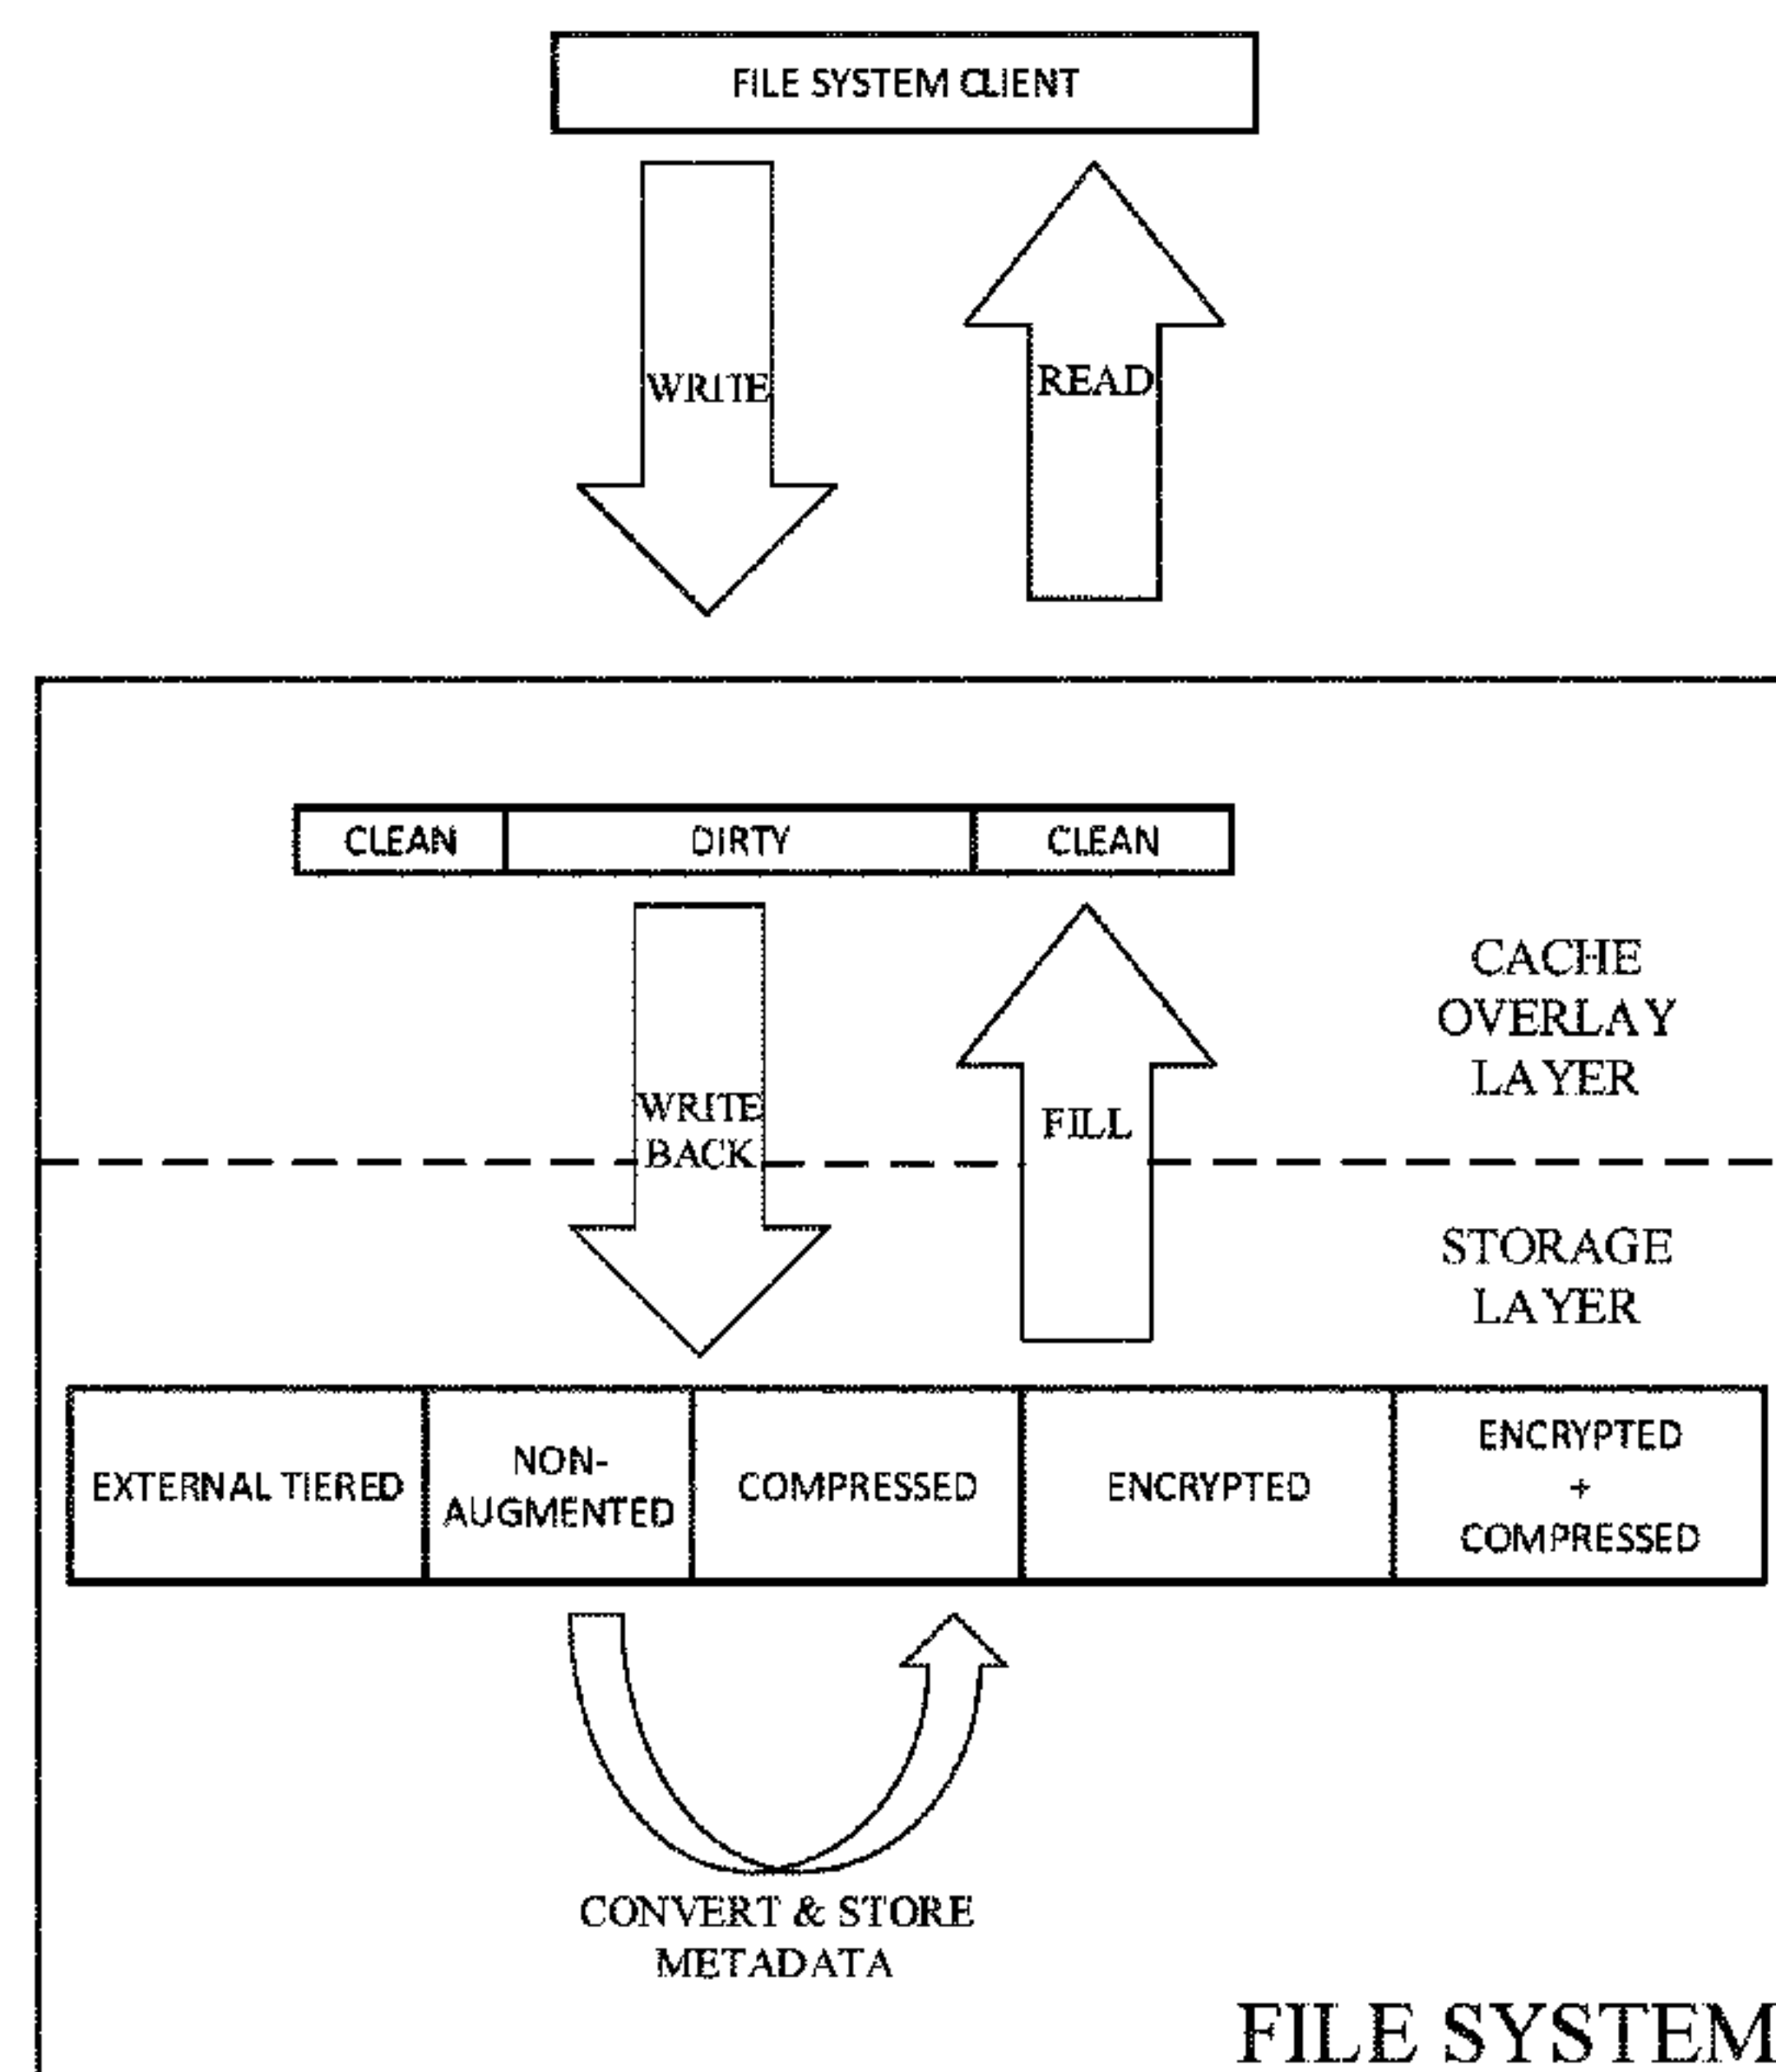 FILE SYSTEM CLIENT
WRITE
READ
CLEAN
DIRTY
CLEAN
CACHE
OVERLAY
LAYER
WRITE
BACK
FILL
STORAGE
LAYER
EXTERNAL TIERED
NON-
AUGMENTED
COMPRESSED
ENCRYPTED
ENCRYPTED
+
COMPRESSED
CONVERT & STORE
METADATA
FILE SYSTEM